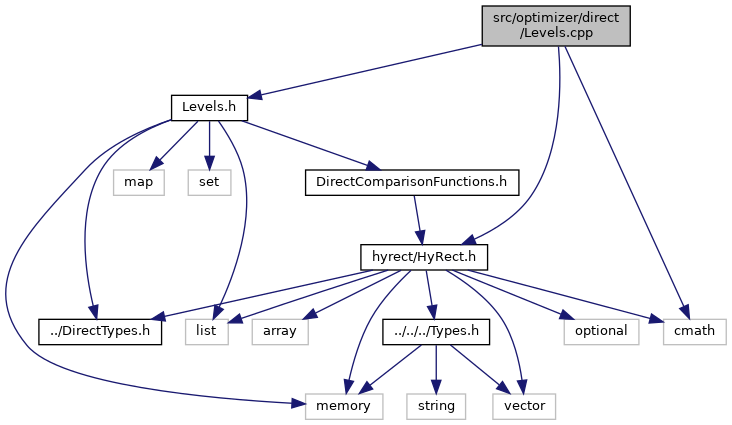 src/optimizer/direct
/Levels.cpp
Levels.h
map
set
DirectComparisonFunctions.h
hyrect/HyRect.h
../DirectTypes.h
list
array
../../../Types.h
optional
cmath
memory
string
vector